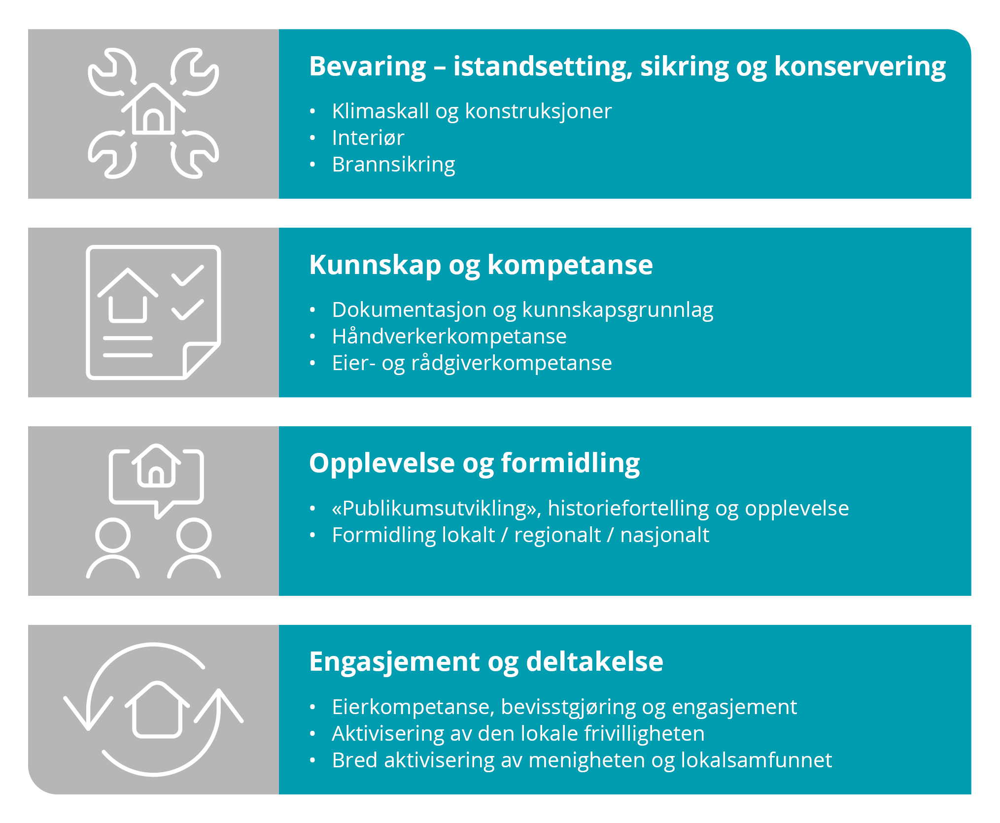 Bevaring – istandsetting, sikring og konservering
• Klimaskall og konstruksjoner
• Interiør
• Brannsikring
Kunnskap og kompetanse
• Dokumentasjon og kunnskapsgrunnlag
• Håndverkerkompetanse
• Eier- og rådgiverkompetanse
Opplevelse og formidling
• «Publikumsutvikling», historiefortelling og opplevelse
• Formidling lokalt / regionalt / nasjonalt
Engasjement og deltakelse
• Eierkompetanse, bevisstgjøring og engasjement
• Aktivisering av den lokale frivilligheten
• Bred aktivisering av menigheten og lokalsamfunnet